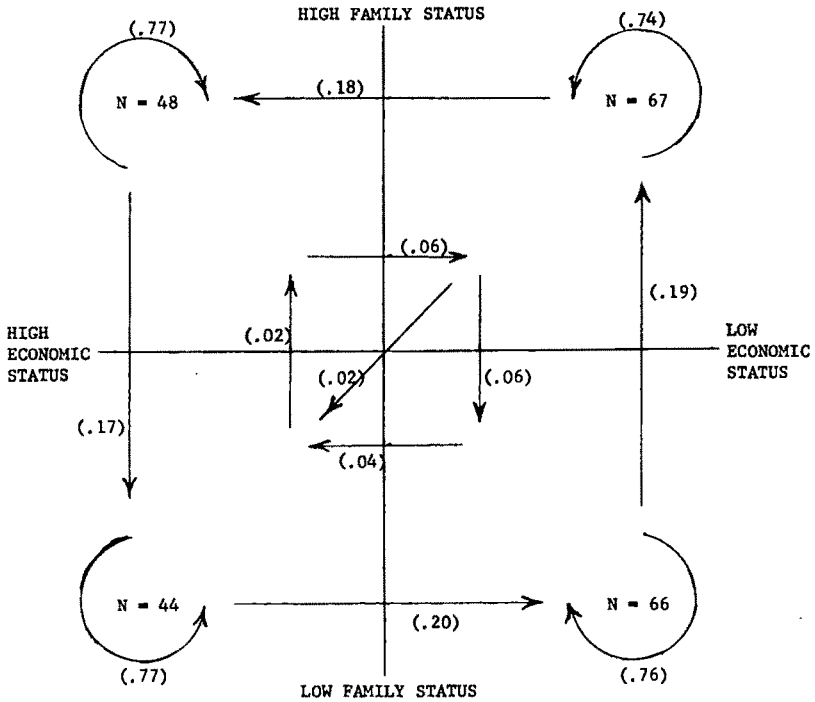 HIGH FAMILY STATUS
(.77)
(.74)
N = 48
(.18)
N = 67
(.06)
(.19)
HIGH
ECONOMIC
STATUS
(.02)
LOW
ECONOMIC
STATUS
(.02)
(.06)
(.17)
(.04)
N = 44
N = 66
(.20)
(.77)
(.76)
LOW FAMILY STATUS